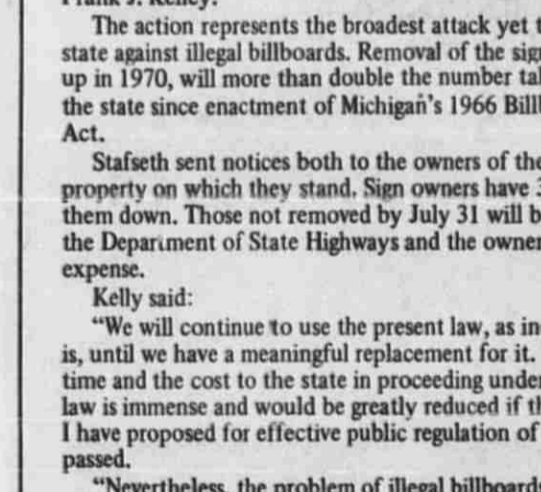 Frank J. Kelley.
The action represents the broadest attack yet
state against illegal billboards. Removal of the
up in 1970, will more than double the number
the state since enactment of Michigan's 1966
Act.
Stafseth sent notices both to the owners of the
property on which they stand. Sign owners have
them down. Those not removed by July 31 will
the Department of State Highways and the owner
expense.
Kelly said:
"We will continue to use the present law, as
is, until we have a meaningful replacement for it.
time and the cost to the state in proceeding under
law is immense and would be greatly reduced if
I have proposed for effective public regulation of
passed.
"Nevertheless, the problem of illegal billboards